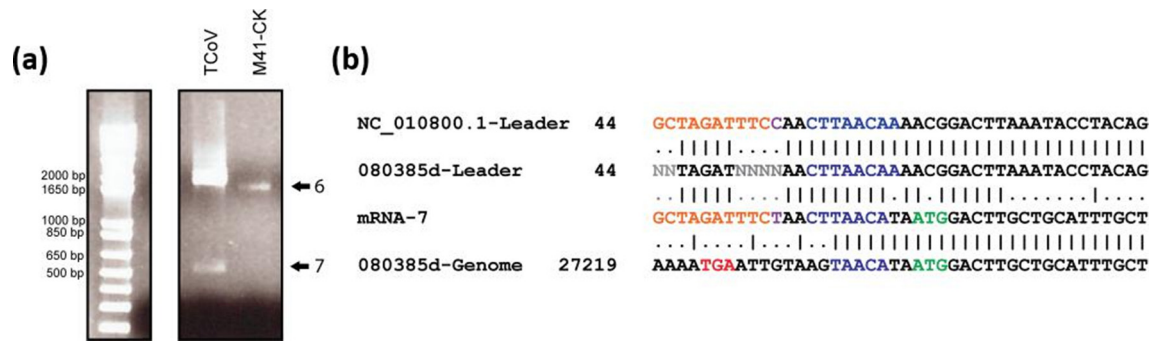 (a)
TCoV
M41-CK
2000 bp
1650 bp
1000 bp
850 bp
650 bp
500 bp
6
7
(b)
NC_010800.1-Leader 44 GCTAGATTTCCAACTTAACAAAACGGACTTAAATACCTACAG
..|||||....||||||||||||||||||||||||||||||
080385d-Leader 44 NNTAGATNNNNAACTTAACAAAACGGACTTAAATACCTACAG
mRNA-7 GCTAGATTTCTAACTTAACATAATGGACTTGCTGCATTTGCT
080385d-Genome 27219 AAAATGAATTGTAAGTAACATAATGGACTTGCTGCATTTGCT